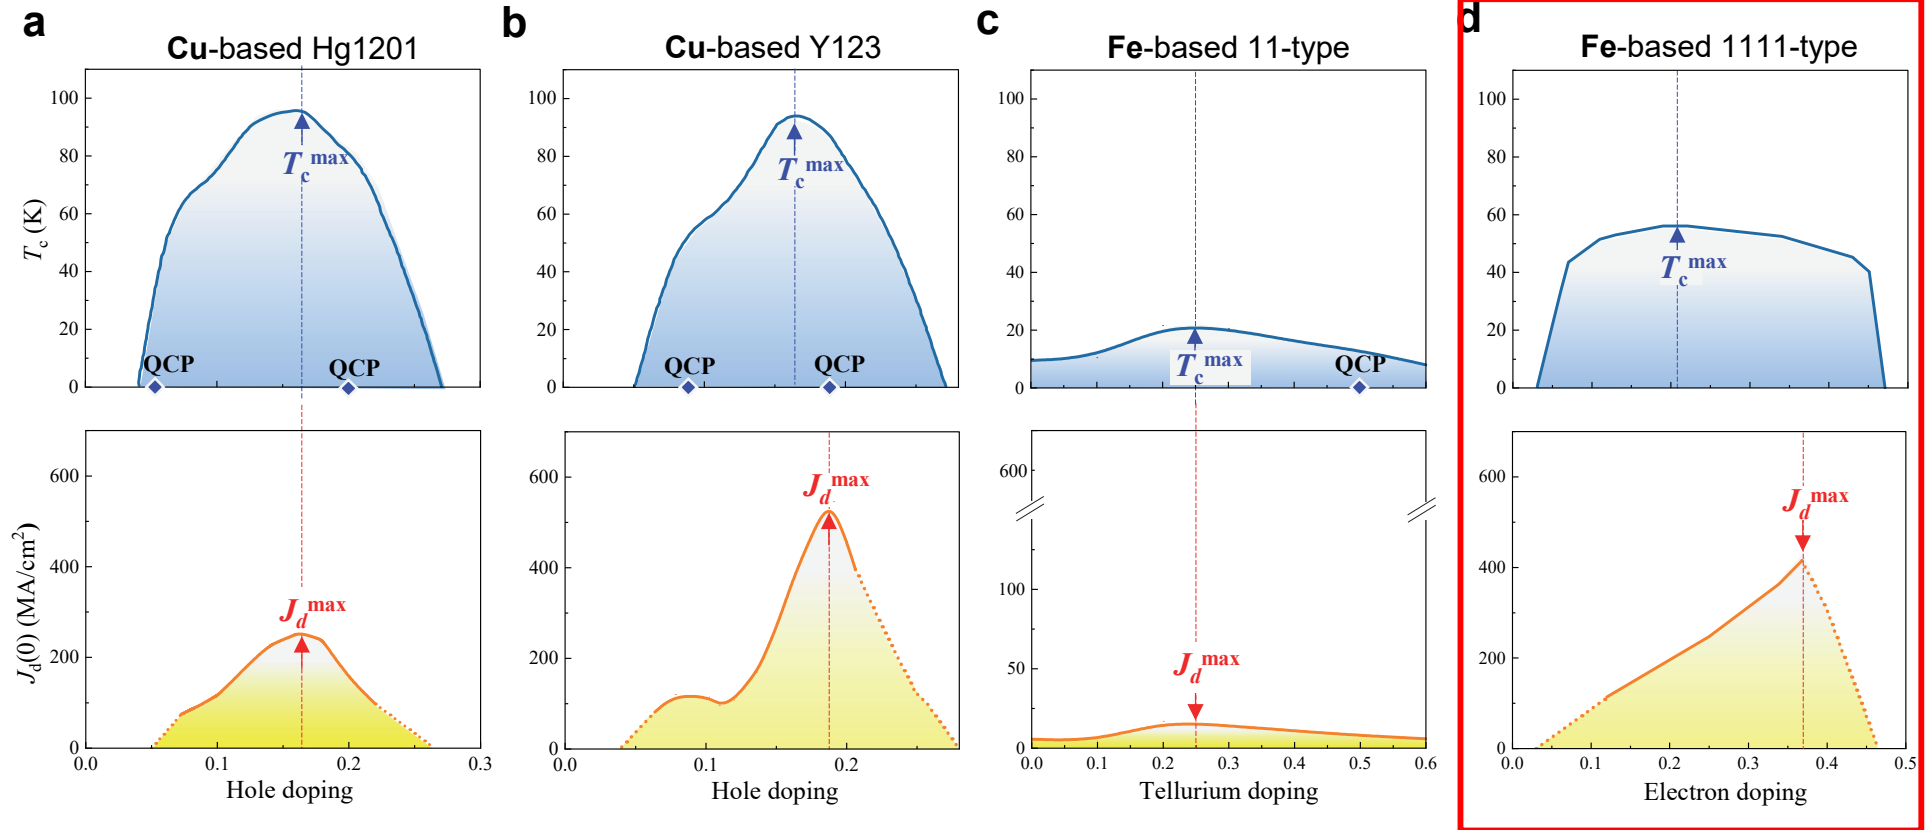 a
Cu-based Hg1201
100
80
60
40
20
0
Tc (K)
Tc max
QCP
QCP
600
400
200
0
Jd(0) (MA/cm2)
Jd max
0.0 0.1 0.2 0.3
Hole doping
b
Cu-based Y123
100
80
60
40
20
0
Tc max
QCP
QCP
600
400
200
0
Jd max
0.0 0.1 0.2
Hole doping
c
Fe-based 11-type
100
80
60
40
20
0
Tc max
QCP
600
100
50
0
Jd max
0.0 0.1 0.2 0.3 0.4 0.5 0.6
Tellurium doping
d
Fe-based 1111-type
100
80
60
40
20
0
Tc max
600
400
200
0
Jd max
0.0 0.1 0.2 0.3 0.4 0.5
Electron doping